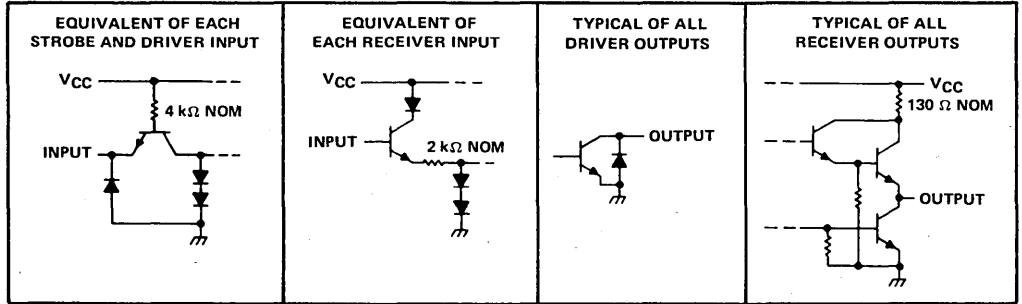 EQUIVALENT OF EACH
STROBE AND DRIVER INPUT
VCC
4 kΩ NOM
INPUT
EQUIVALENT OF
EACH RECEIVER INPUT
VCC
INPUT
2 kΩ NOM
TYPICAL OF ALL
DRIVER OUTPUTS
OUTPUT
TYPICAL OF ALL
RECEIVER OUTPUTS
VCC
130 Ω NOM
OUTPUT